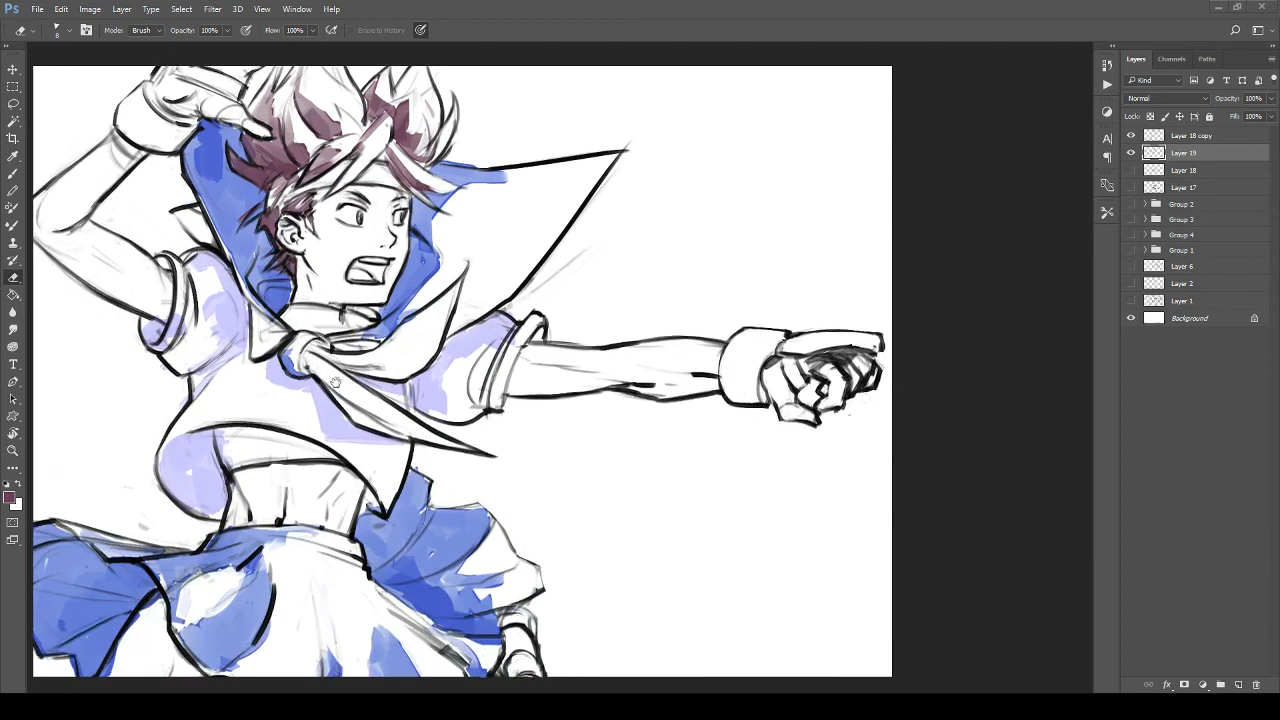 Ps File Edit Image Layer Type Select Filter 3D View Window Help
8 Mode: Brush Opacity: 100% Flow: 100% Erase to History
Layers Channels Paths
Kind
Normal Opacity: 100%
Lock: Fill: 100%
Layer 18 copy
Layer 19
Layer 18
Layer 17
Group 2
Group 3
Group 4
Group 1
Layer 6
Layer 2
Layer 1
Background